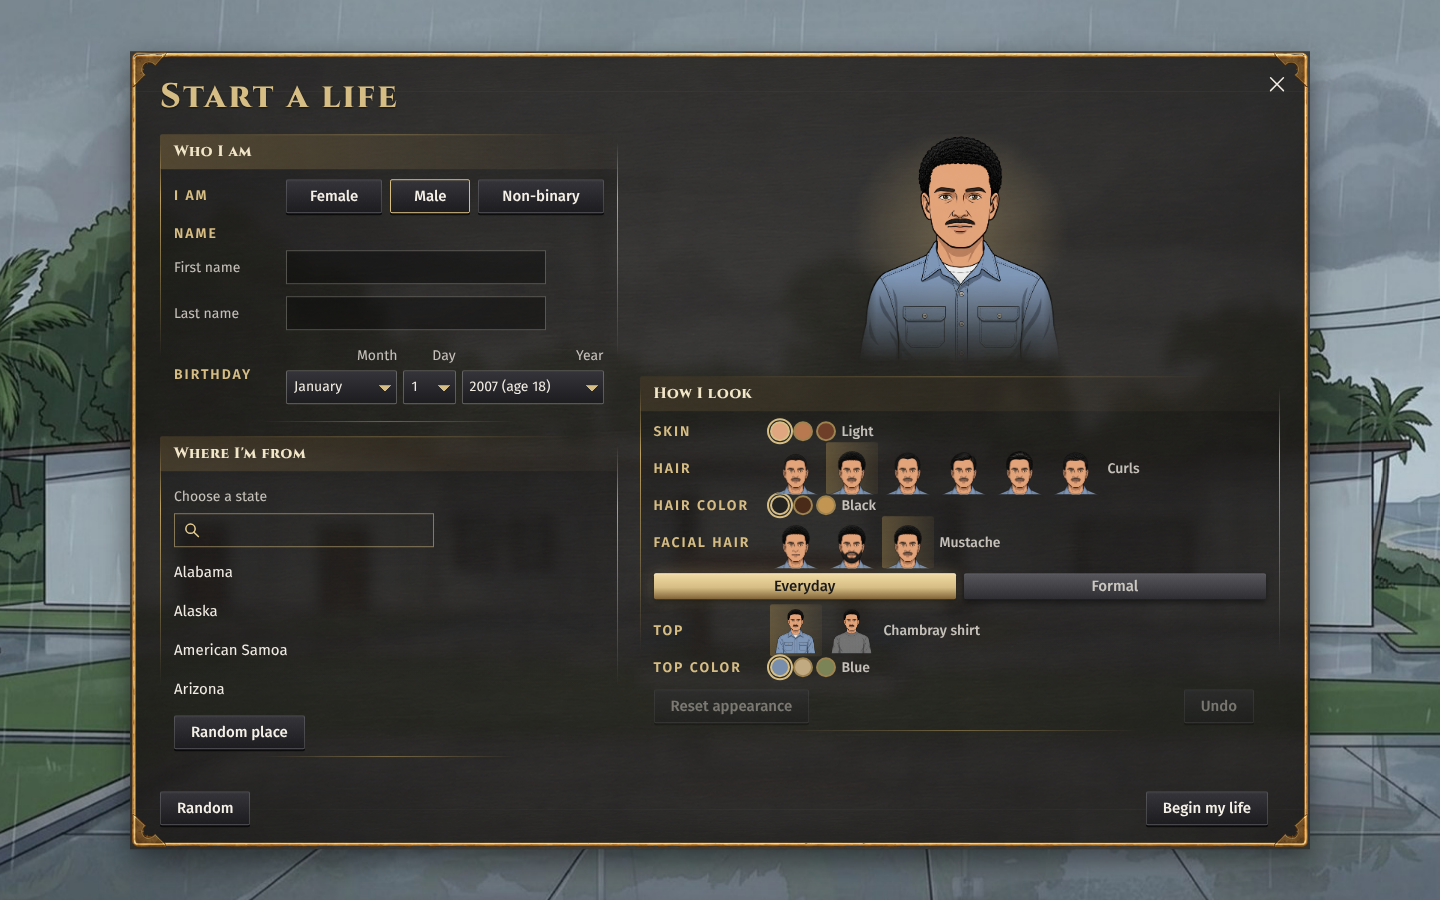 START A LIFE
WHO I AM
I AM
Female
Male
Non-binary
NAME
First name
Last name
Month
Day
Year
BIRTHDAY
January
1
2007 (age 18)
WHERE I'M FROM
Choose a state
Alabama
Alaska
American Samoa
Arizona
Random place
HOW I LOOK
SKIN
Light
HAIR
Curls
HAIR COLOR
Black
FACIAL HAIR
Mustache
Everyday
Formal
TOP
Chambray shirt
TOP COLOR
Blue
Reset appearance
Undo
Random
Begin my life